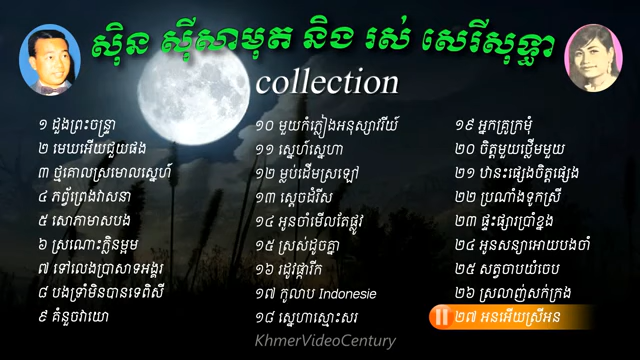 ស៊ិន ស៊ីសាមុត និង រស់ សេរីសុទ្ធា
collection
១ ដួងព្រះចន្ទ្រា
២ មេឃអើយជួយផង
៣ ថ្មគោលស្រមោលស្នេហ៍
៤ ភព្វ័ព្រេងវាសនា
៥ សោកាមាសបង
៦ ស្រណោះក្លិនម្អម
៧ ទៅលេងប្រាសាទអង្គរ
៨ បងទ្រាំមិនបានទេពិសី
៩ គំនួចវាយោ
១០ មួយកំភ្លៀងអនុស្សាវរីយ៍
១១ ស្នេហ៍ស្នេហា
១២ ម្លប់ដើមស្រឡៅ
១៣ ស្តេចដំរីស
១៤ អូនចាំមើលតែផ្លូវ
១៥ ស្រស់ដូចគ្នា
១៦ រដូវផ្ការីក
១៧ កូលាប Indonesie
១៨ ស្នេហាស្មោះសរ
១៩ អ្នកគ្រូក្រមុំ
២០ ចិត្តមួយថ្លើមមួយ
២១ ឋានះផ្សេងចិត្តផ្សេង
២២ ប្រណាំងទូកស្រី
២៣ ផ្ទះផ្សារប្រាំខ្នង
២៤ អូនសន្យាអោយបងចាំ
២៥ សត្វចាបយំចេប
២៦ ស្រលាញ់សក់ក្រង
២៧ អនអើយស្រីអន
KhmerVideoCentury